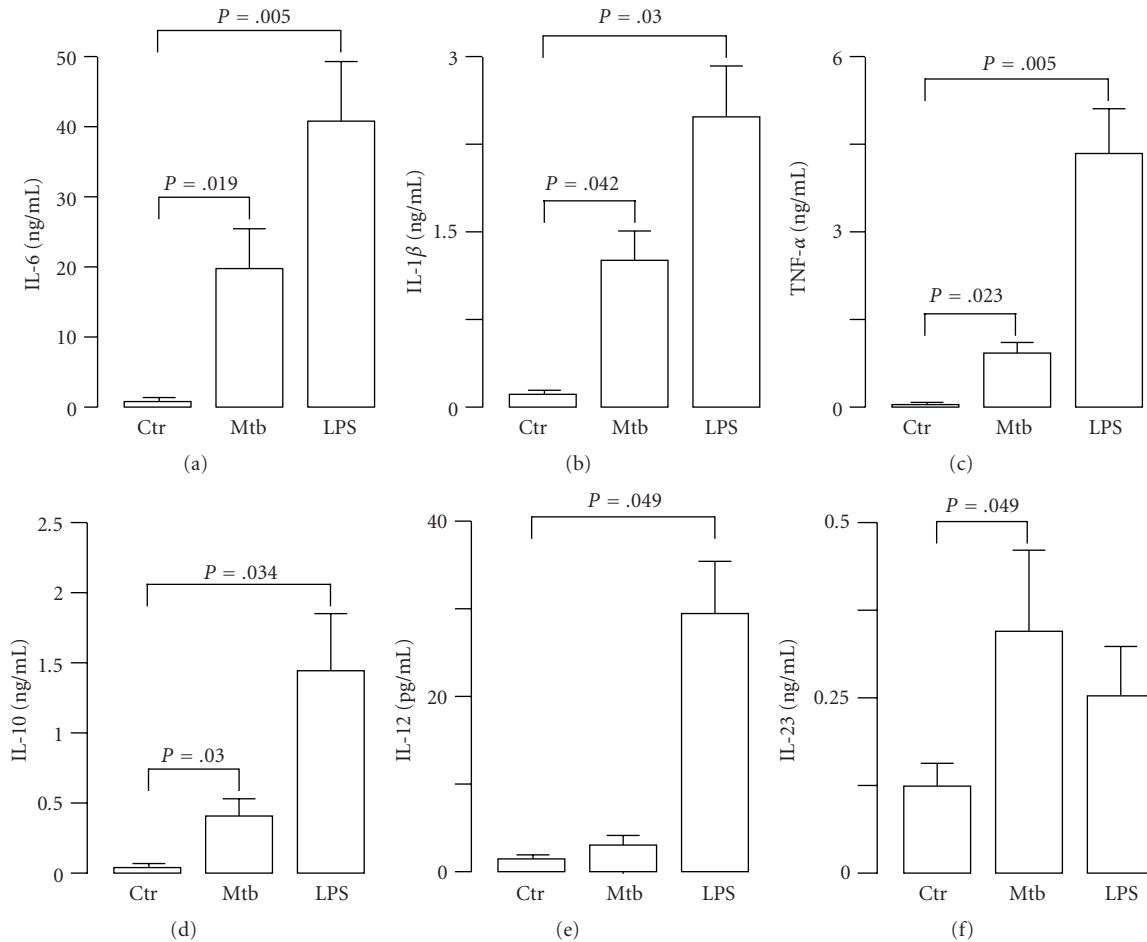 P = .005
50
40
30
20
10
0
IL-6 (ng/mL)
P = .019
Ctr Mtb LPS
(a)
P = .03
3
1.5
0
IL-1β (ng/mL)
P = .042
Ctr Mtb LPS
(b)
6
3
0
TNF-α (ng/mL)
P = .005
P = .023
Ctr Mtb LPS
(c)
2.5
2
1.5
1
0.5
0
IL-10 (ng/mL)
P = .034
P = .03
Ctr Mtb LPS
(d)
P = .049
40
20
0
IL-12 (pg/mL)
Ctr Mtb LPS
(e)
P = .049
0.5
0.25
0
IL-23 (ng/mL)
Ctr Mtb LPS
(f)